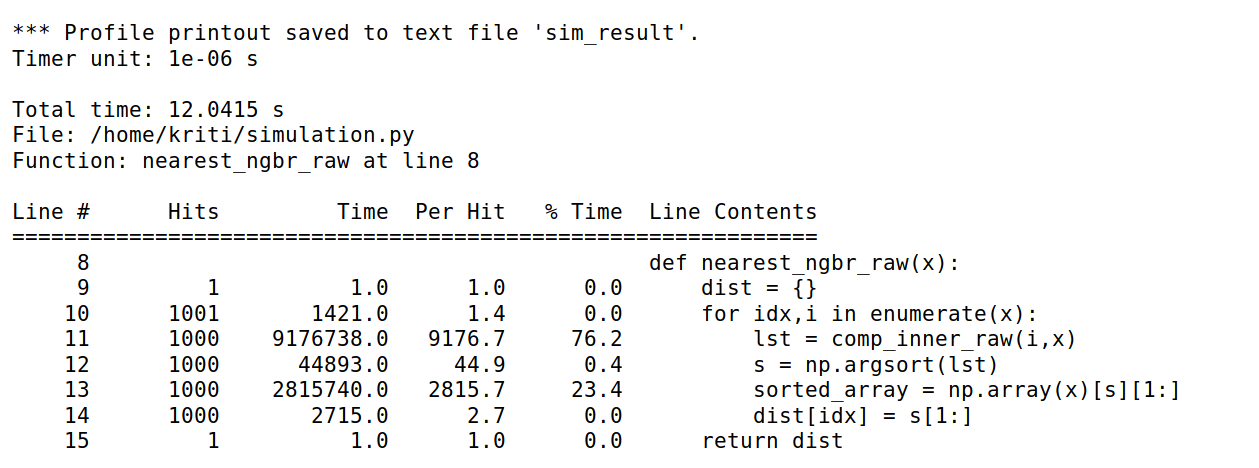 *** Profile printout saved to text file 'sim_result'.
Timer unit: 1e-06 s
Total time: 12.0415 s
File: /home/kriti/simulation.py
Function: nearest_ngbr_raw at line 8
Line #      Hits         Time  Per Hit   % Time  Line Contents
==============================================================
     8                                           def nearest_ngbr_raw(x):
     9         1          1.0      1.0      0.0      dist = {}
    10      1001       1421.0      1.4      0.0      for idx,i in enumerate(x):
    11      1000    9176738.0   9176.7     76.2          lst = comp_inner_raw(i,x)
    12      1000      44893.0     44.9      0.4          s = np.argsort(lst)
    13      1000    2815740.0   2815.7     23.4          sorted_array = np.array(x)[s][1:]
    14      1000       2715.0      2.7      0.0          dist[idx] = s[1:]
    15         1          1.0      1.0      0.0      return dist